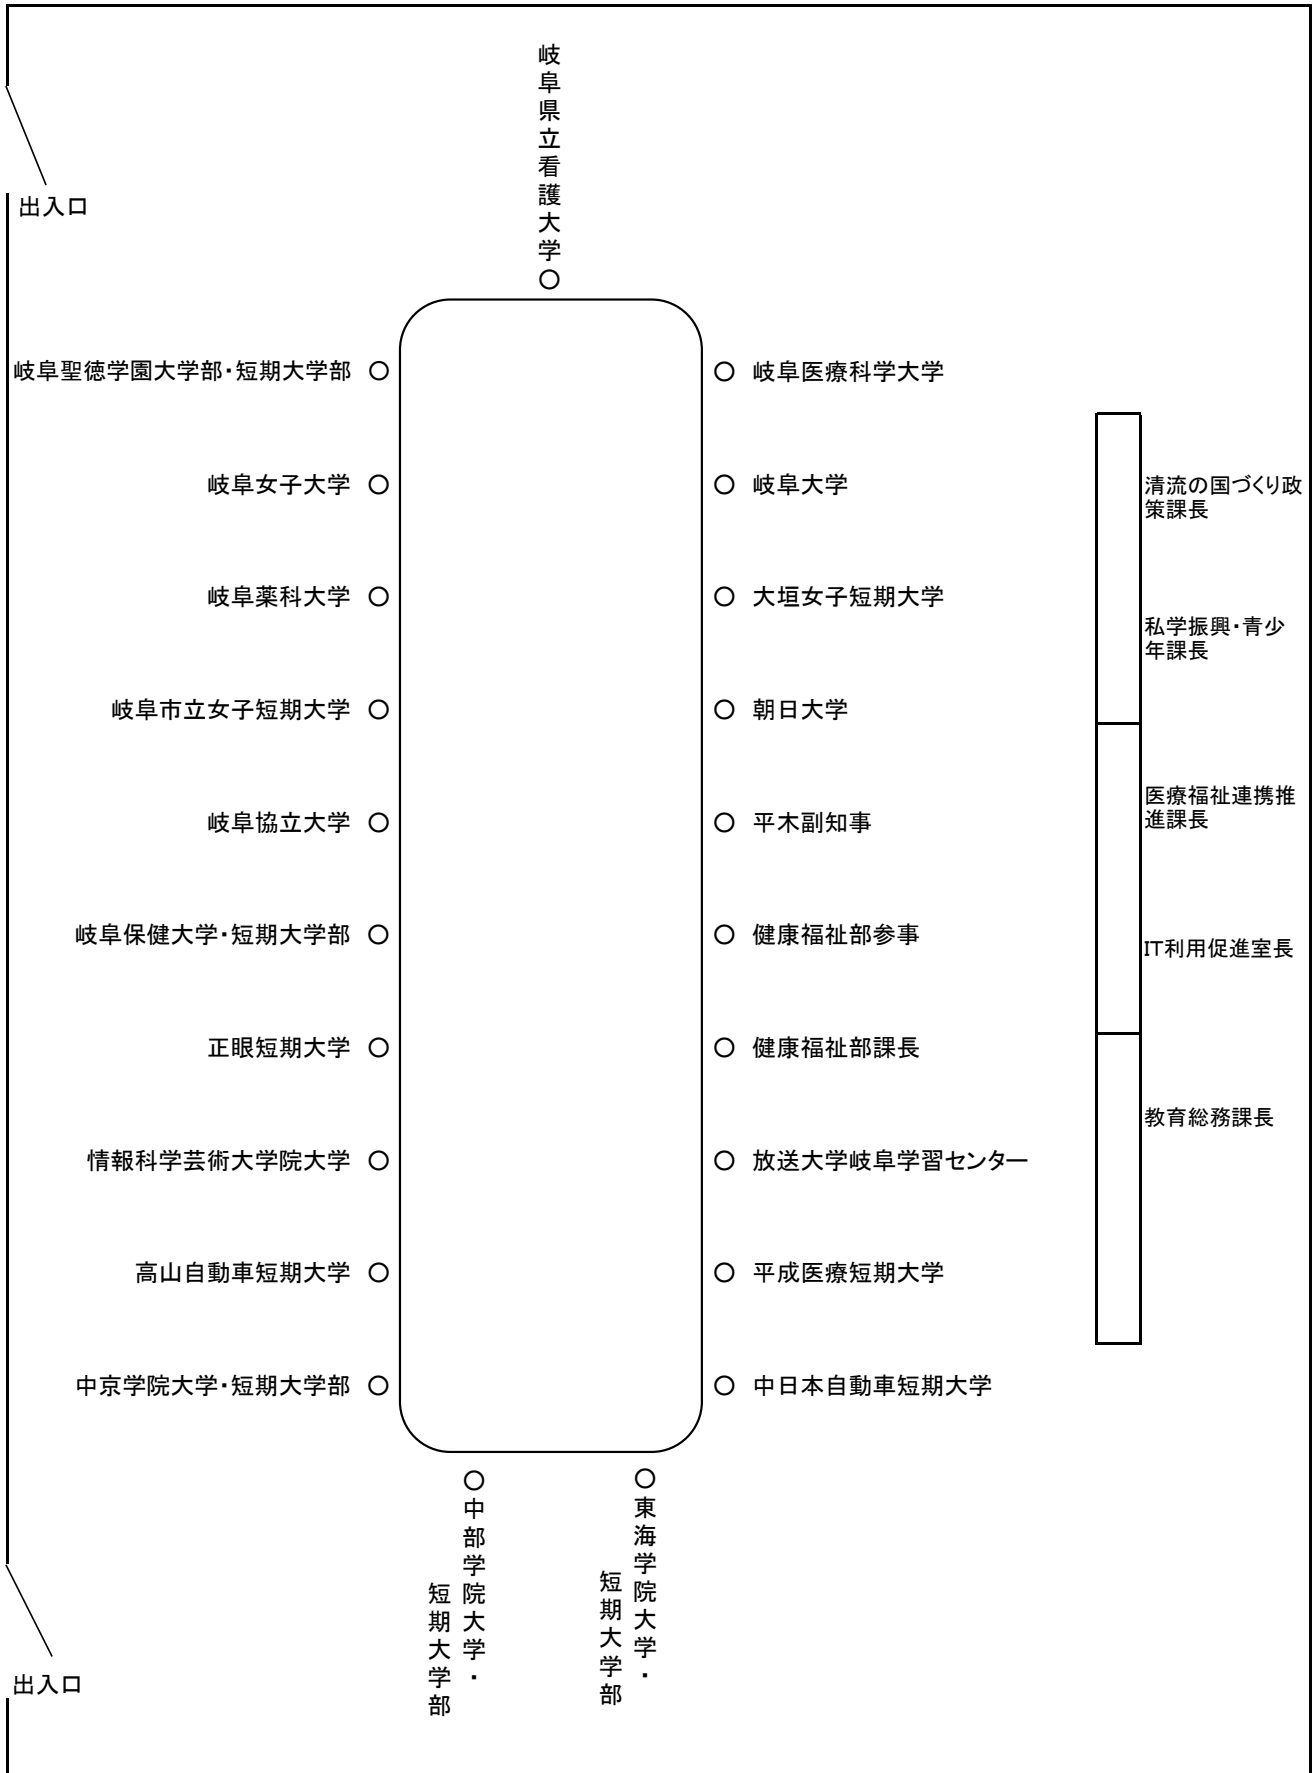 岐阜県立看護大学○
出入口
岐阜聖徳学園大学部・短期大学部 ○
○ 岐阜医療科学大学
岐阜女子大学 ○
○ 岐阜大学
清流の国づくり政
策課長
岐阜薬科大学 ○
○ 大垣女子短期大学
私学振興・青少
年課長
岐阜市立女子短期大学 ○
○ 朝日大学
岐阜協立大学 ○
○ 平木副知事
医療福祉連携推
進課長
岐阜保健大学・短期大学部 ○
○ 健康福祉部参事
IT利用促進室長
正眼短期大学 ○
○ 健康福祉部課長
教育総務課長
情報科学芸術大学院大学 ○
○ 放送大学岐阜学習センター
高山自動車短期大学 ○
○ 平成医療短期大学
中京学院大学・短期大学部 ○
○ 中日本自動車短期大学
○東海学院大学・
短期大学部
○中部学院大学・
短期大学部
出入口